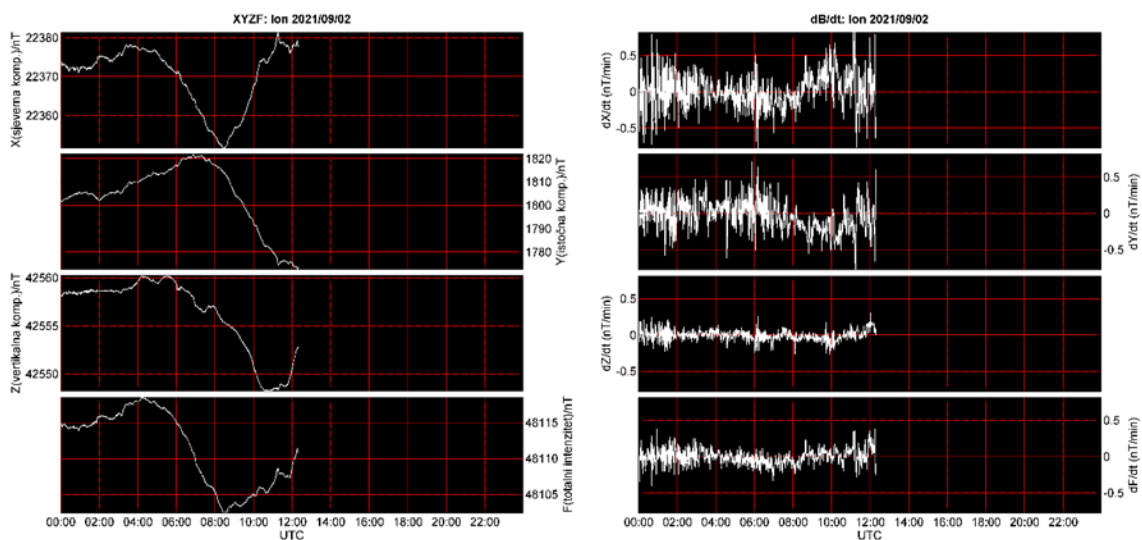 XYZF: lon 2021/09/02
X(sjeverna komp.)/nT
22380
22370
22360
1820
1810
1800
1780
Y(istočna komp.)/nT
Z(vertikalna komp.)/nT
42560
42555
42550
48115
48110
48105
F(totalni intenzitet)/nT
00:00 02:00 04:00 06:00 08:00 10:00 12:00 14:00 16:00 18:00 20:00 22:00
UTC
dB/dt: lon 2021/09/02
dX/dt (nT/min)
0.5
0
-0.5
0.5
0
-0.5
dY/dt (nT/min)
dZ/dt (nT/min)
0.5
0
-0.5
0.5
0
-0.5
dF/dt (nT/min)
00:00 02:00 04:00 06:00 08:00 10:00 12:00 14:00 16:00 18:00 20:00 22:00
UTC